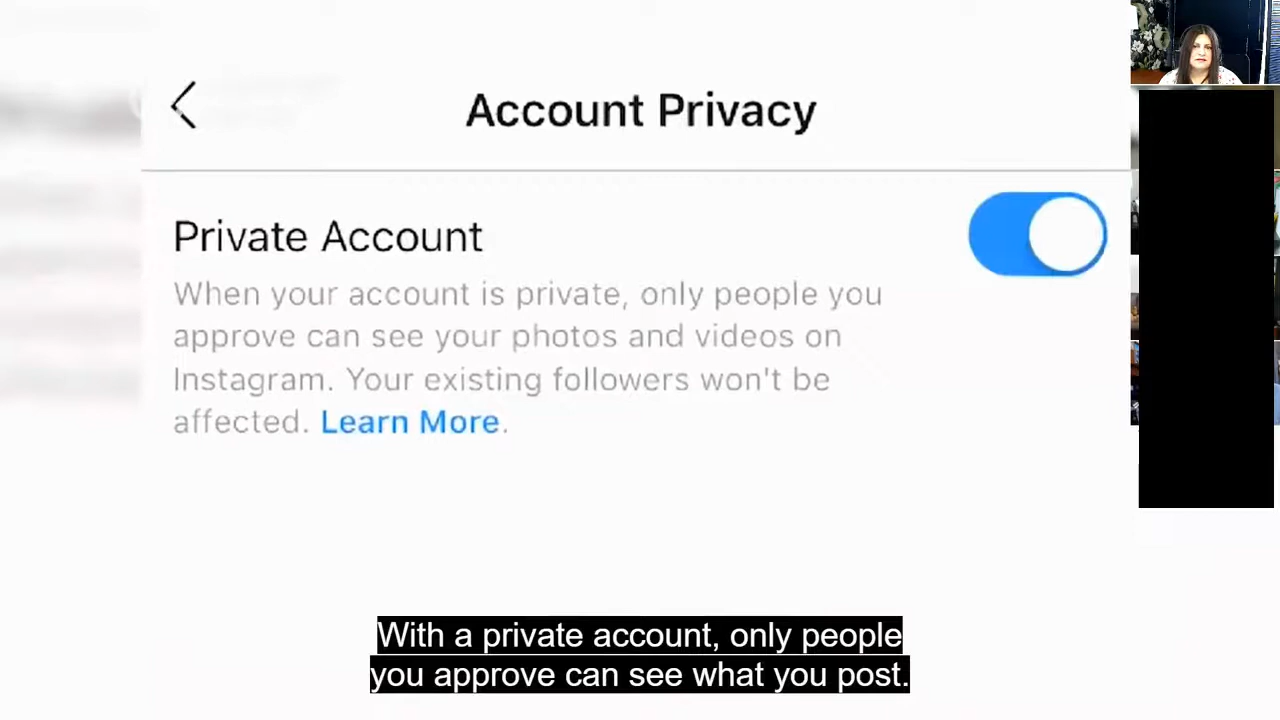 Account Privacy
Private Account
When your account is private, only people you
approve can see your photos and videos on
Instagram. Your existing followers won't be
affected. Learn More.
With a private account, only people
you approve can see what you post.